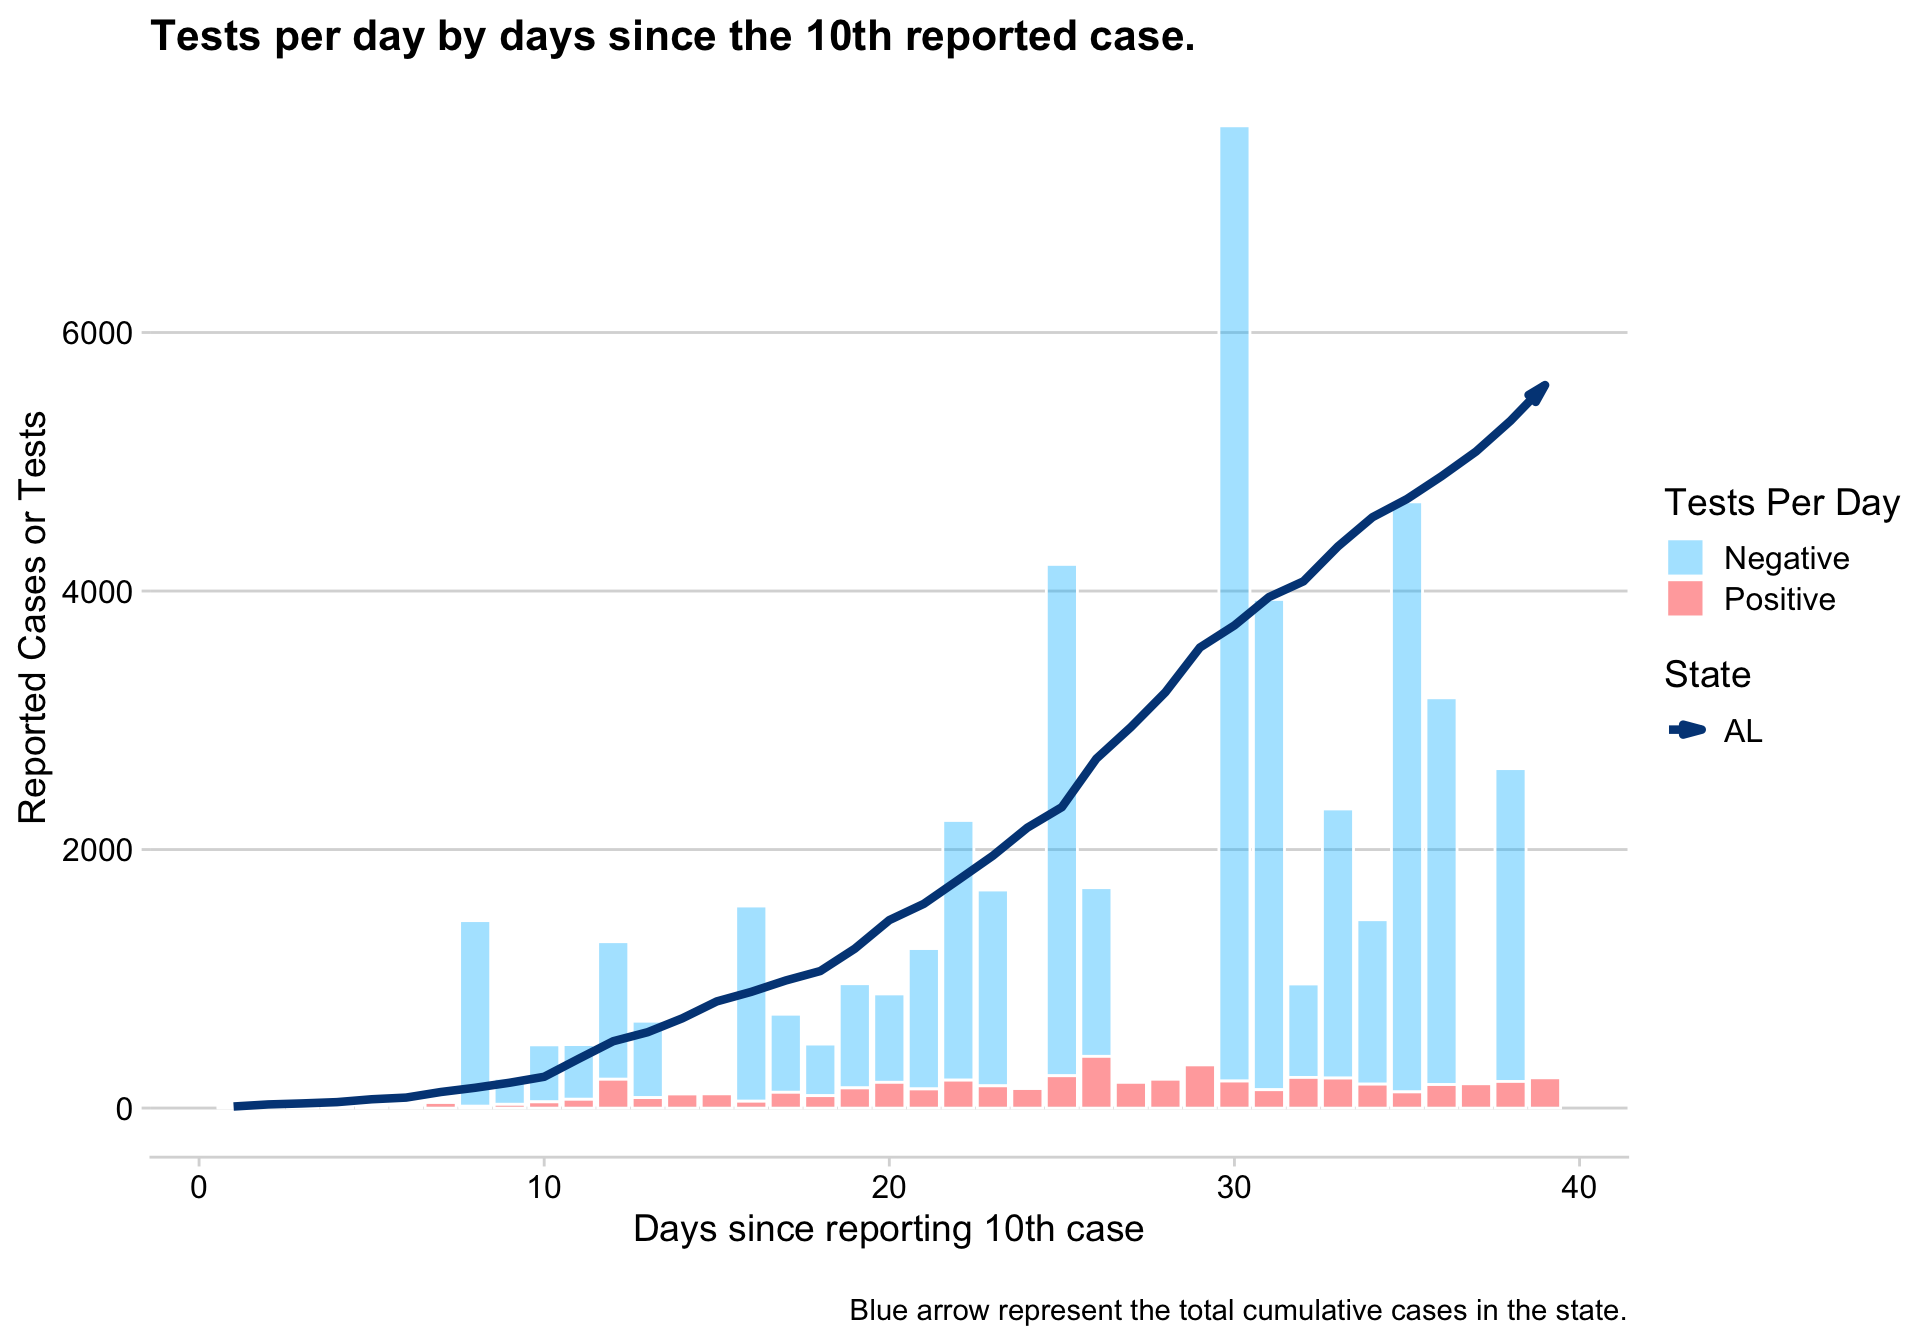 Tests per day by days since the 10th reported case.
Reported Cases or Tests
6000
4000
2000
0
0
10
20
30
40
Days since reporting 10th case
Tests Per Day
Negative
Positive
State
AL
Blue arrow represent the total cumulative cases in the state.